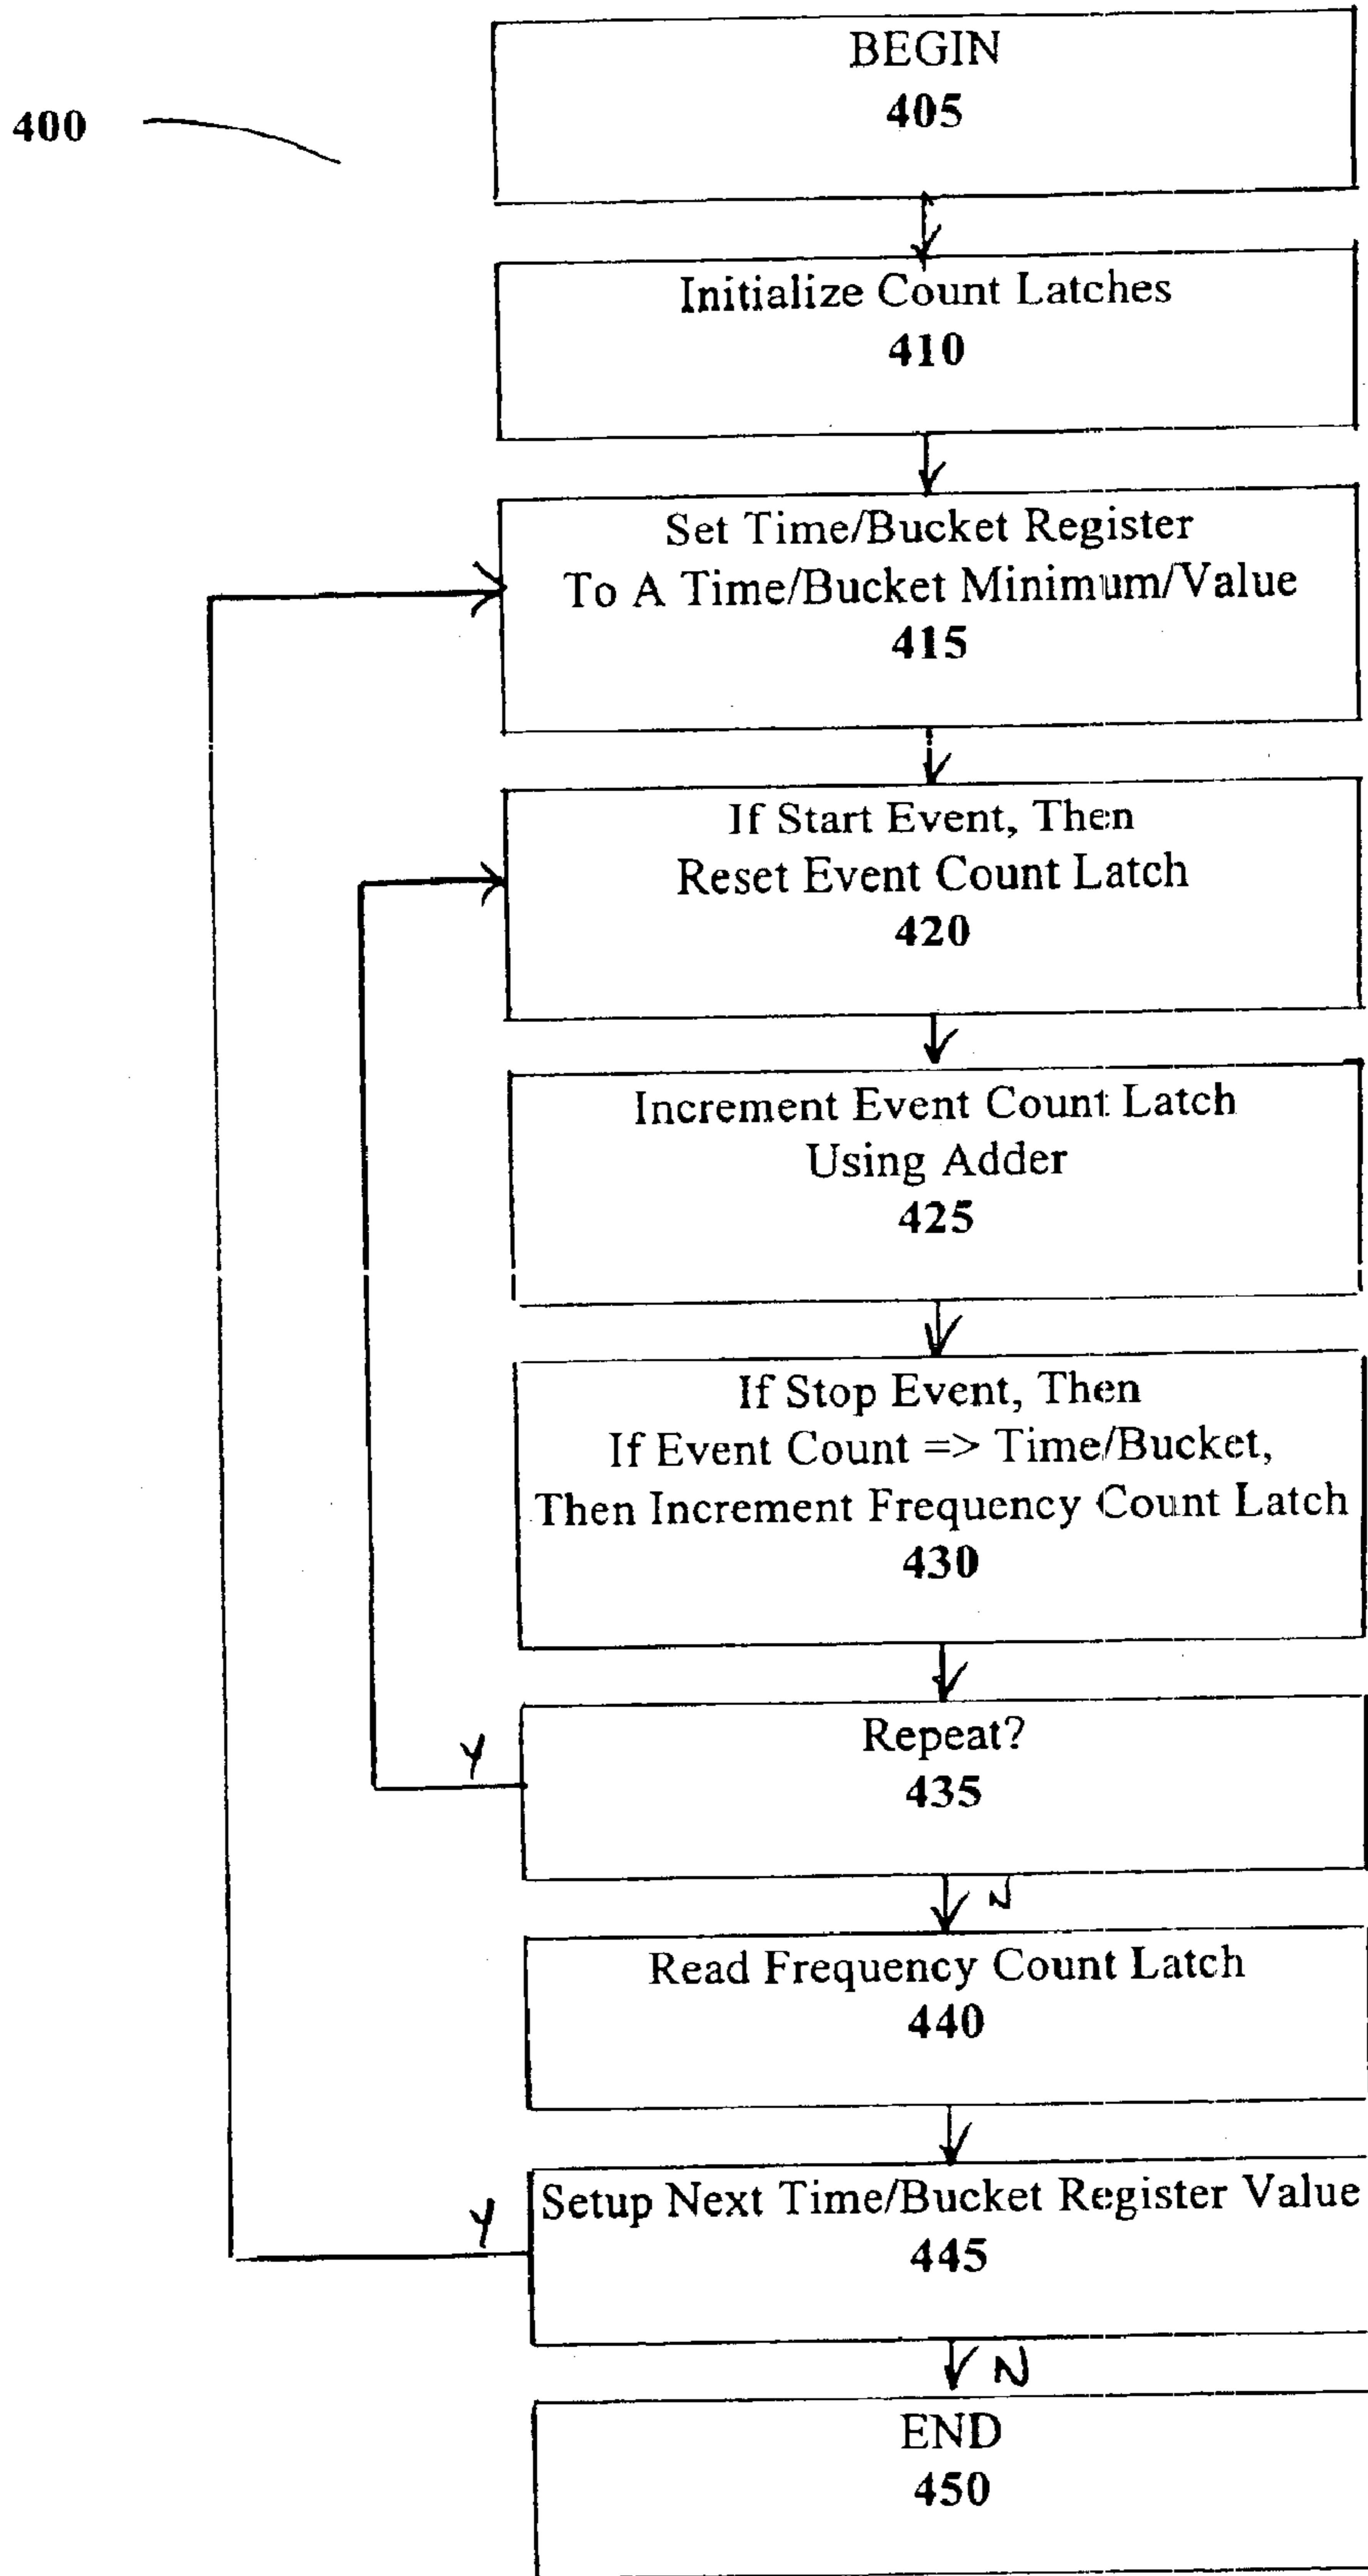 BEGIN
405
400
Initialize Count Latches
410
Set Time/Bucket Register
To A Time/Bucket Minimum/Value
415
If Start Event, Then
Reset Event Count Latch
420
Increment Event Count Latch
Using Adder
425
If Stop Event, Then
If Event Count => Time/Bucket,
Then Increment Frequency Count Latch
430
Repeat?
435
Y
N
Read Frequency Count Latch
440
Setup Next Time/Bucket Register Value
445
Y
N
END
450